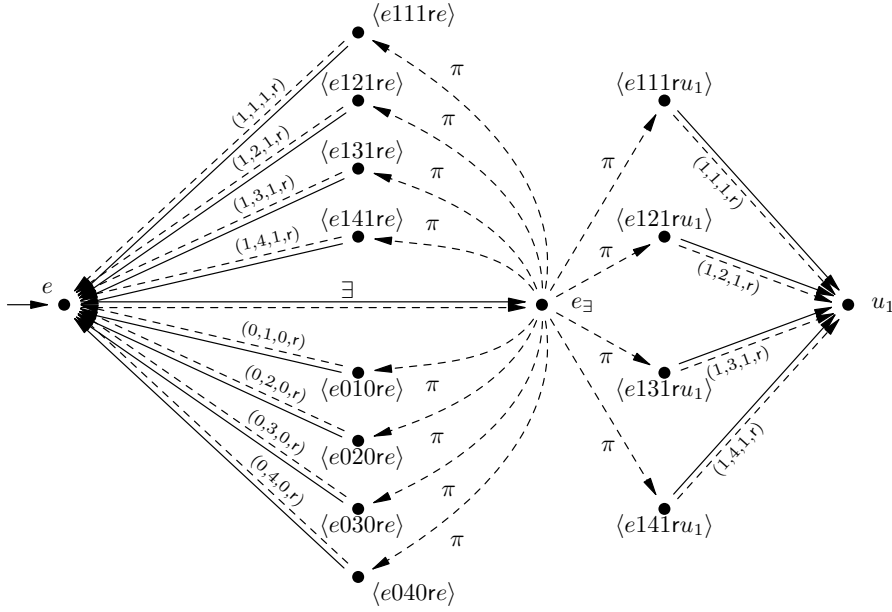 ⟨e111re⟩
π
⟨e121re⟩
⟨e111ru₁⟩
(1,1,1,r)
π
⟨e131re⟩
(1,2,1,r)
π
π
(1,1,1,r)
(1,3,1,r)
⟨e141re⟩
π
⟨e121ru₁⟩
(1,4,1,r)
π
(1,2,1,r)
e
∃
e∃
u₁
(0,1,0,r)
π
(1,3,1,r)
⟨e010re⟩
π
⟨e131ru₁⟩
(0,2,0,r)
⟨e020re⟩
π
π
(1,4,1,r)
(0,3,0,r)
π
(0,4,0,r)
⟨e030re⟩
π
⟨e141ru₁⟩
⟨e040re⟩